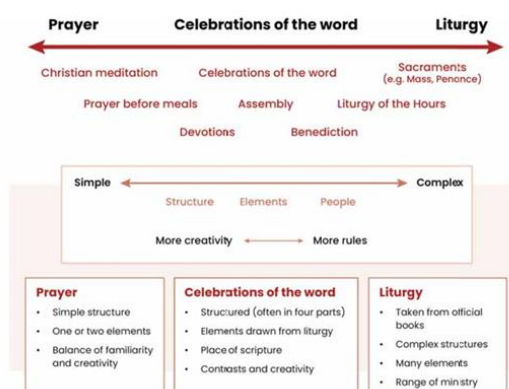 Prayer Celebrations of the word Liturgy
Christian meditation Celebrations of the word Sacraments
(e.g. Mass, Penance)
Prayer before meals Assembly Liturgy of the Hours
Devotions Benediction
Simple Complex
Structure Elements People
More creativity More rules
Prayer
• Simple structure
• One or two elements
• Balance of familiarity
and creativity
Celebrations of the word
• Structured (often in four parts)
• Elements drawn from liturgy
• Place of scripture
• Contrasts and creativity
Liturgy
• Taken from official
books
• Complex structures
• Many elements
• Range of ministry